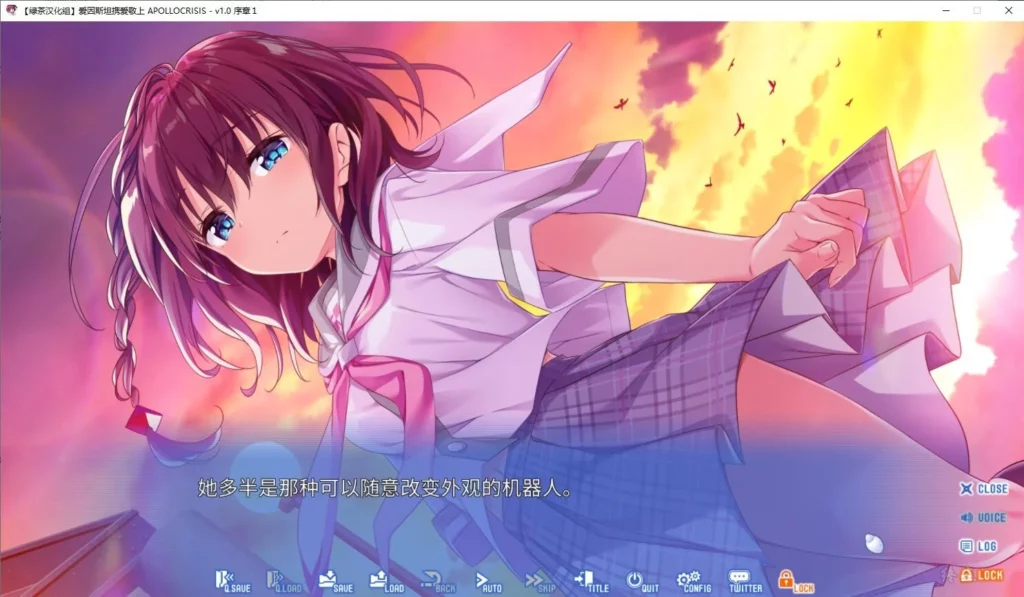 【绿茶汉化组】爱因斯坦携爱敬上 APOLLOCRISIS - v1.0 序章１
她多半是那种可以随意改变外观的机器人。
CLOSE
VOICE
LOG
LOCK
Q.SAVE Q.LOAD SAVE LOAD BACK AUTO SKIP TITLE QUIT CONFIG TWITTER LOCK